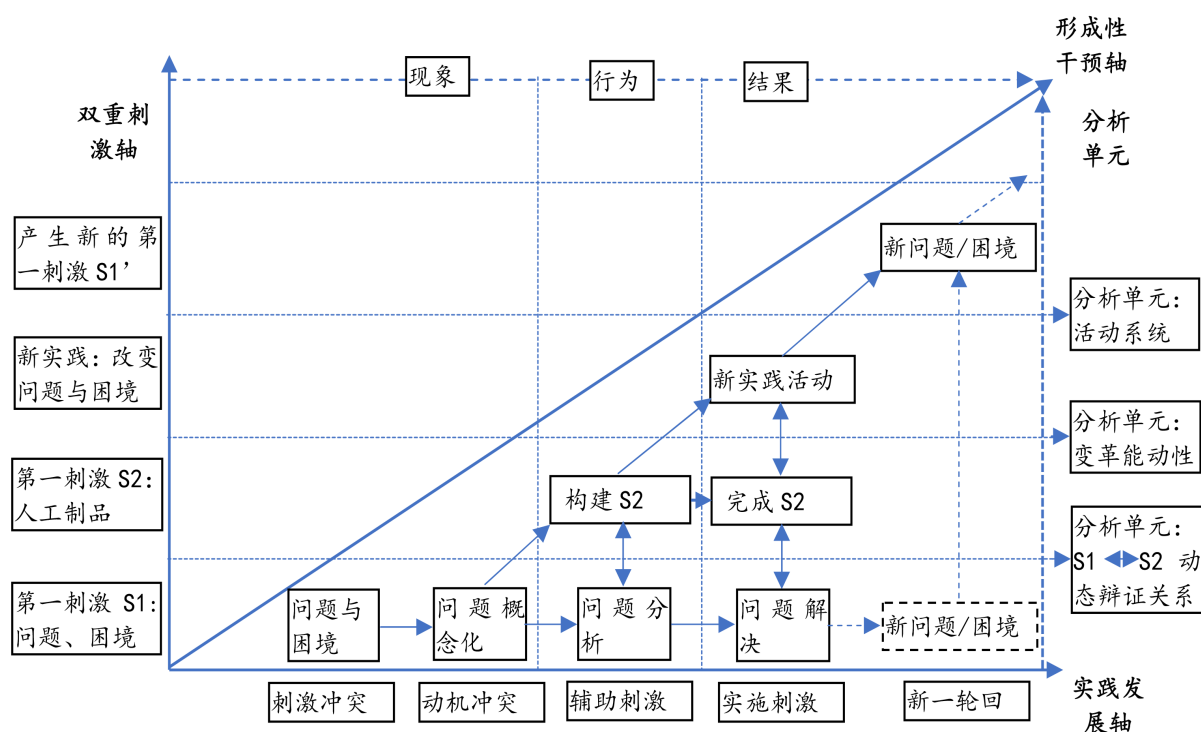 形成性
干预轴
现象
行为
结果
双重刺
激轴
分析
单元
产生新的第
一刺激 S1’
新问题/困境
分析单元：
活动系统
新实践：改变
问题与困境
新实践活动
分析单元：
变革能动性
第一刺激 S2：
人工制品
构建 S2
完成 S2
分析单元：
S1 S2 动
态辩证关系
第一刺激 S1：
问题、困境
问题与
困境
问题概
念化
问题分
析
问题解
决
新问题/困境
刺激冲突
动机冲突
辅助刺激
实施刺激
新一轮回
实践发
展轴